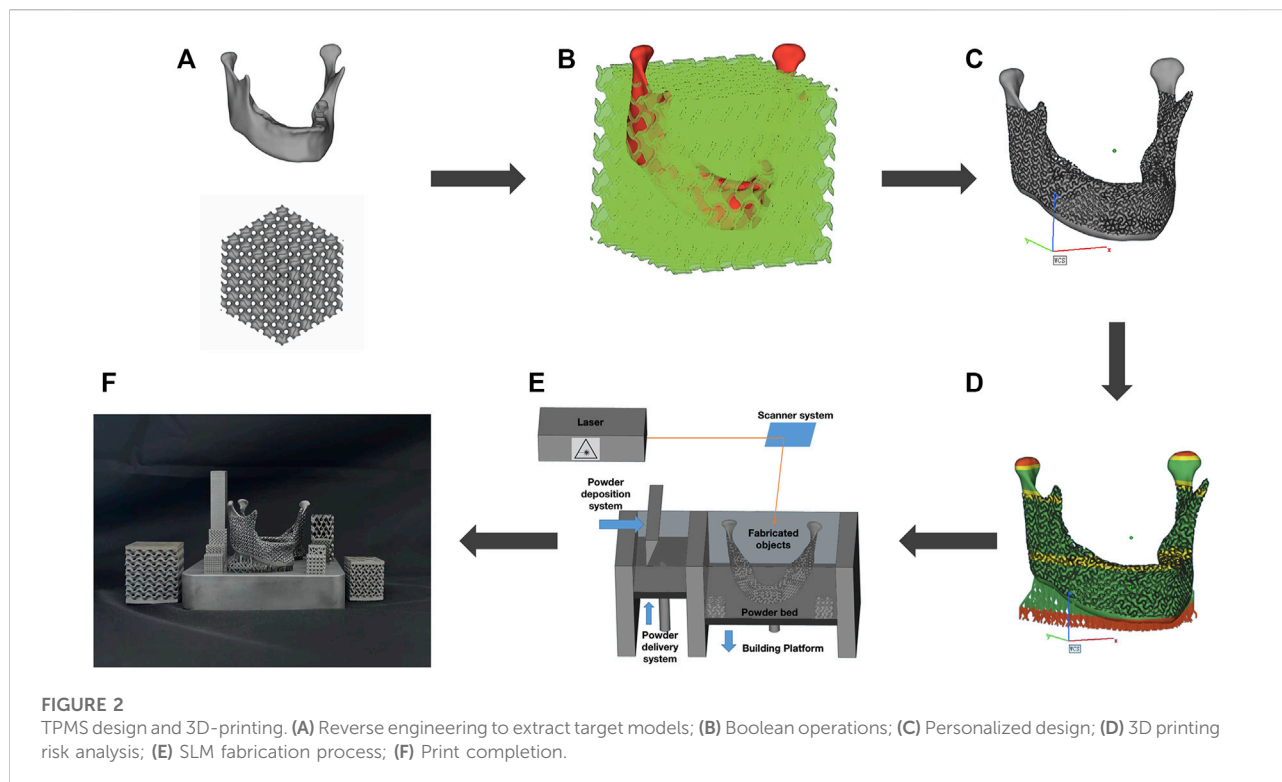 A
B
C
z
y
x
WCS
F
E
D
Laser
Scanner system
Powder
deposition
system
Fabricated
objects
Powder bed
Powder
delivery
system
Building Platform
z
y
x
WCS
FIGURE 2
TPMS design and 3D-printing. (A) Reverse engineering to extract target models; (B) Boolean operations; (C) Personalized design; (D) 3D printing
risk analysis; (E) SLM fabrication process; (F) Print completion.